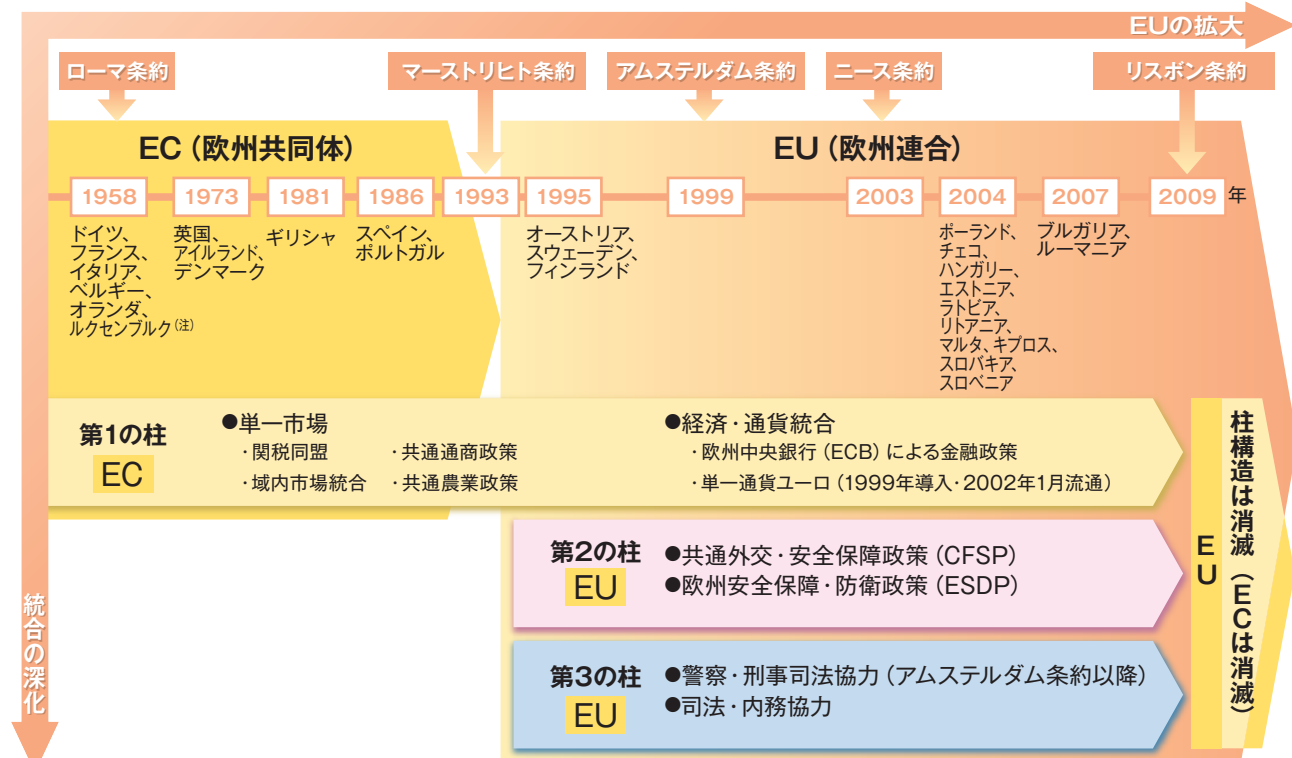 EUの拡大
ローマ条約
マーストリヒト条約
アムステルダム条約
ニース条約
リスボン条約
EC（欧州共同体）
EU（欧州連合）
1958
1973
1981
1986
1993
1995
1999
2003
2004
2007
2009
年
ドイツ、
フランス、
イタリア、
ベルギー、
オランダ、
ルクセンブルク（注）
英国、
アイルランド、
デンマーク
ギリシャ
スペイン、
ポルトガル
オーストリア、
スウェーデン、
フィンランド
ポーランド、
チェコ、
ハンガリー、
エストニア、
ラトビア、
リトアニア、
マルタ、キプロス、
スロバキア、
スロベニア
ブルガリア、
ルーマニア
第1の柱
EC
●単一市場
・関税同盟
・共通通商政策
・域内市場統合
・共通農業政策
●経済・通貨統合
・欧州中央銀行（ECB）による金融政策
・単一通貨ユーロ（1999年導入・2002年1月流通）
第2の柱
EU
●共通外交・安全保障政策（CFSP）
●欧州安全保障・防衛政策（ESDP）
第3の柱
EU
●警察・刑事司法協力（アムステルダム条約以降）
●司法・内務協力
EU
柱構造は消滅（ECは消滅）
統合の深化